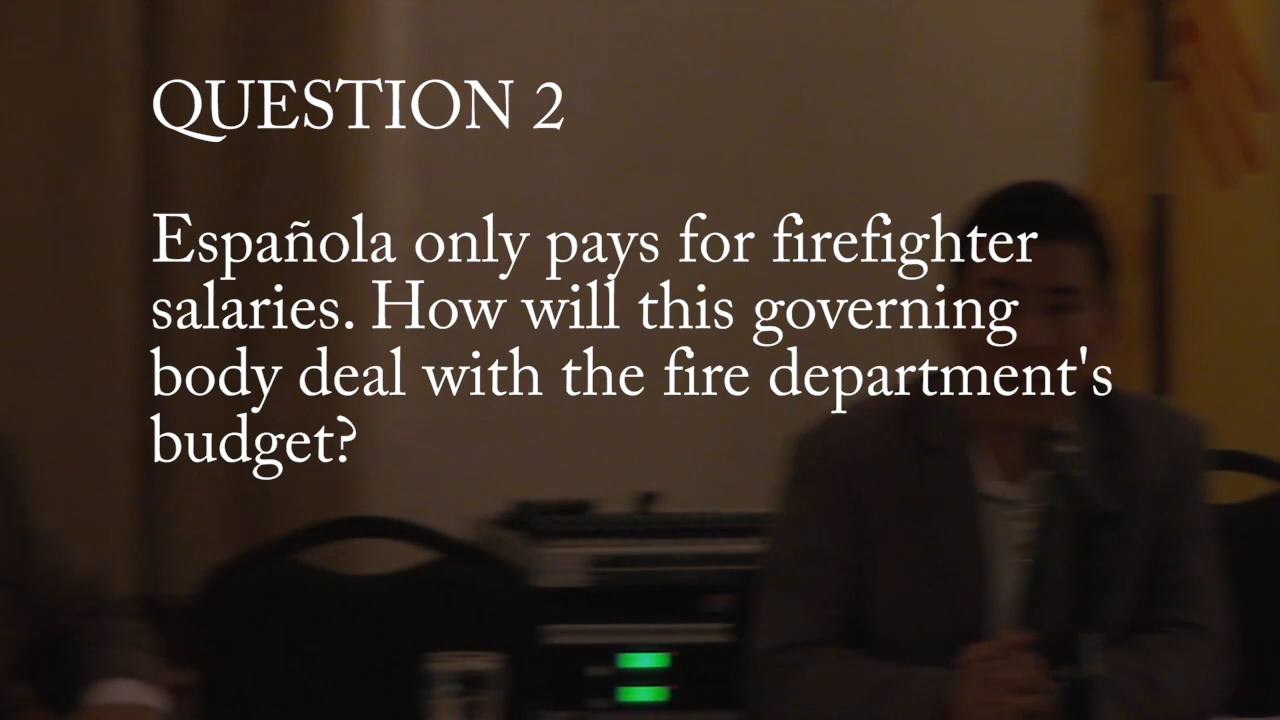 QUESTION 2
Española only pays for firefighter
salaries. How will this governing
body deal with the fire department's
budget?